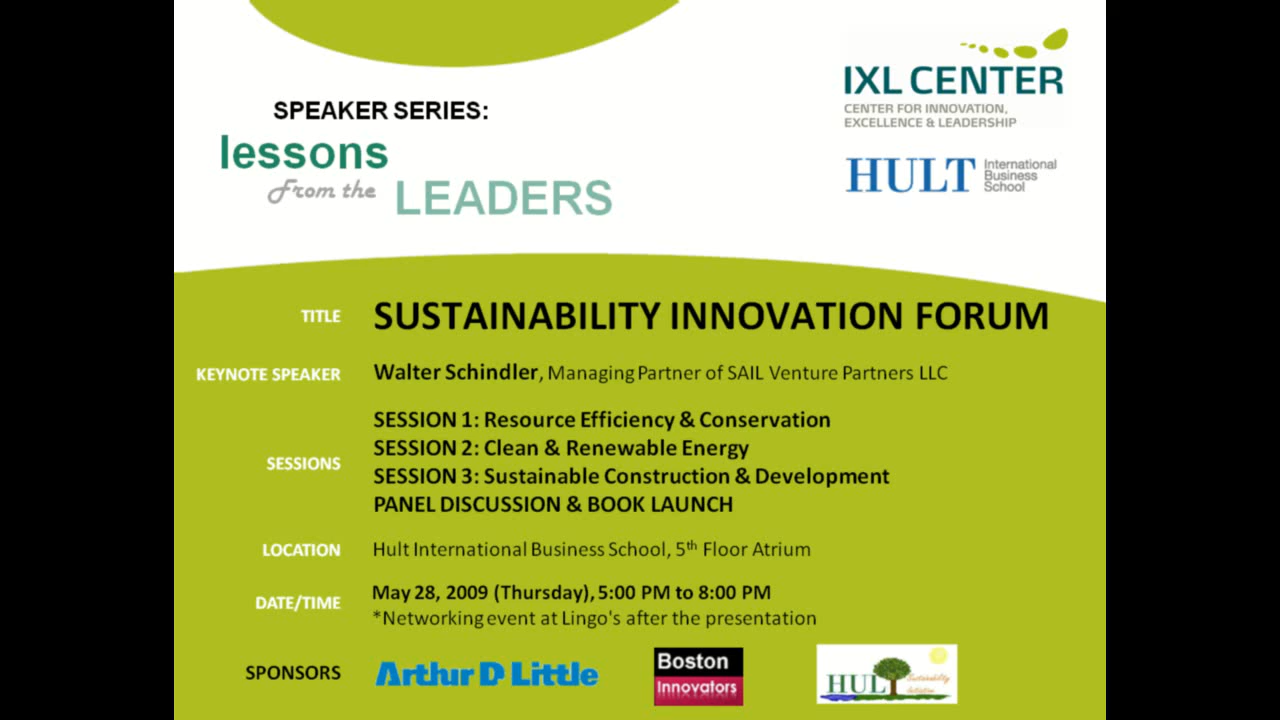 SPEAKER SERIES:
lessons
From the LEADERS
IXL CENTER
CENTER FOR INNOVATION,
EXCELLENCE & LEADERSHIP
HULT International
Business
School
TITLE SUSTAINABILITY INNOVATION FORUM
KEYNOTE SPEAKER Walter Schindler, Managing Partner of SAIL Venture Partners LLC
SESSIONS
SESSION 1: Resource Efficiency & Conservation
SESSION 2: Clean & Renewable Energy
SESSION 3: Sustainable Construction & Development
PANEL DISCUSSION & BOOK LAUNCH
LOCATION Hult International Business School, 5th Floor Atrium
DATE/TIME
May 28, 2009 (Thursday), 5:00 PM to 8:00 PM
*Networking event at Lingo's after the presentation
SPONSORS Arthur D Little
Boston
Innovators
HULT Sustainability
Initiative